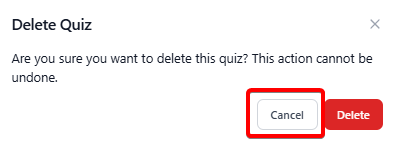 Delete Quiz
Are you sure you want to delete this quiz? This action cannot be
undone.
Cancel Delete